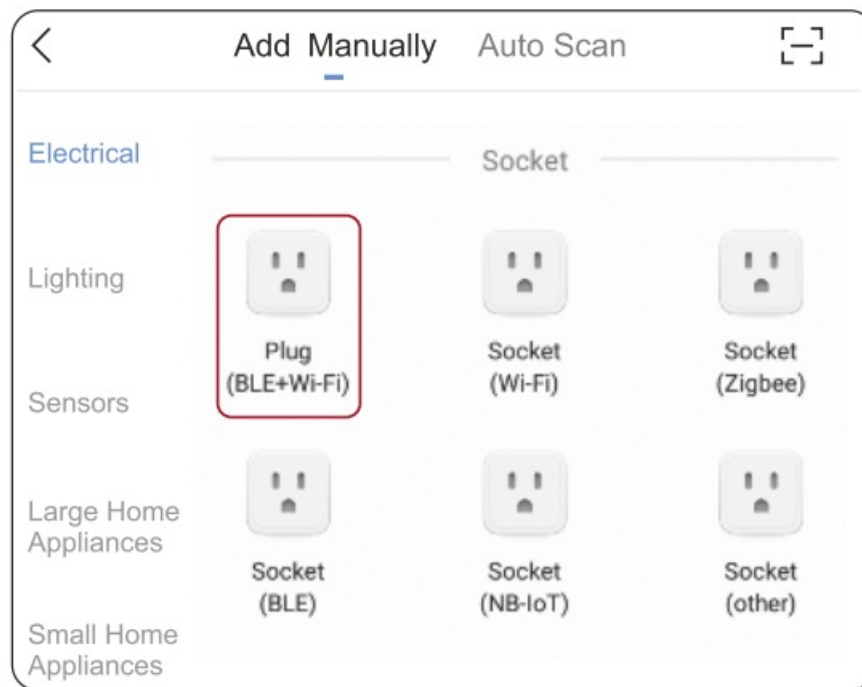 Add Manually Auto Scan
Electrical
Lighting
Sensors
Large Home
Appliances
Small Home
Appliances
Socket
Plug
(BLE+Wi-Fi)
Socket
(Wi-Fi)
Socket
(Zigbee)
Socket
(BLE)
Socket
(NB-IoT)
Socket
(other)